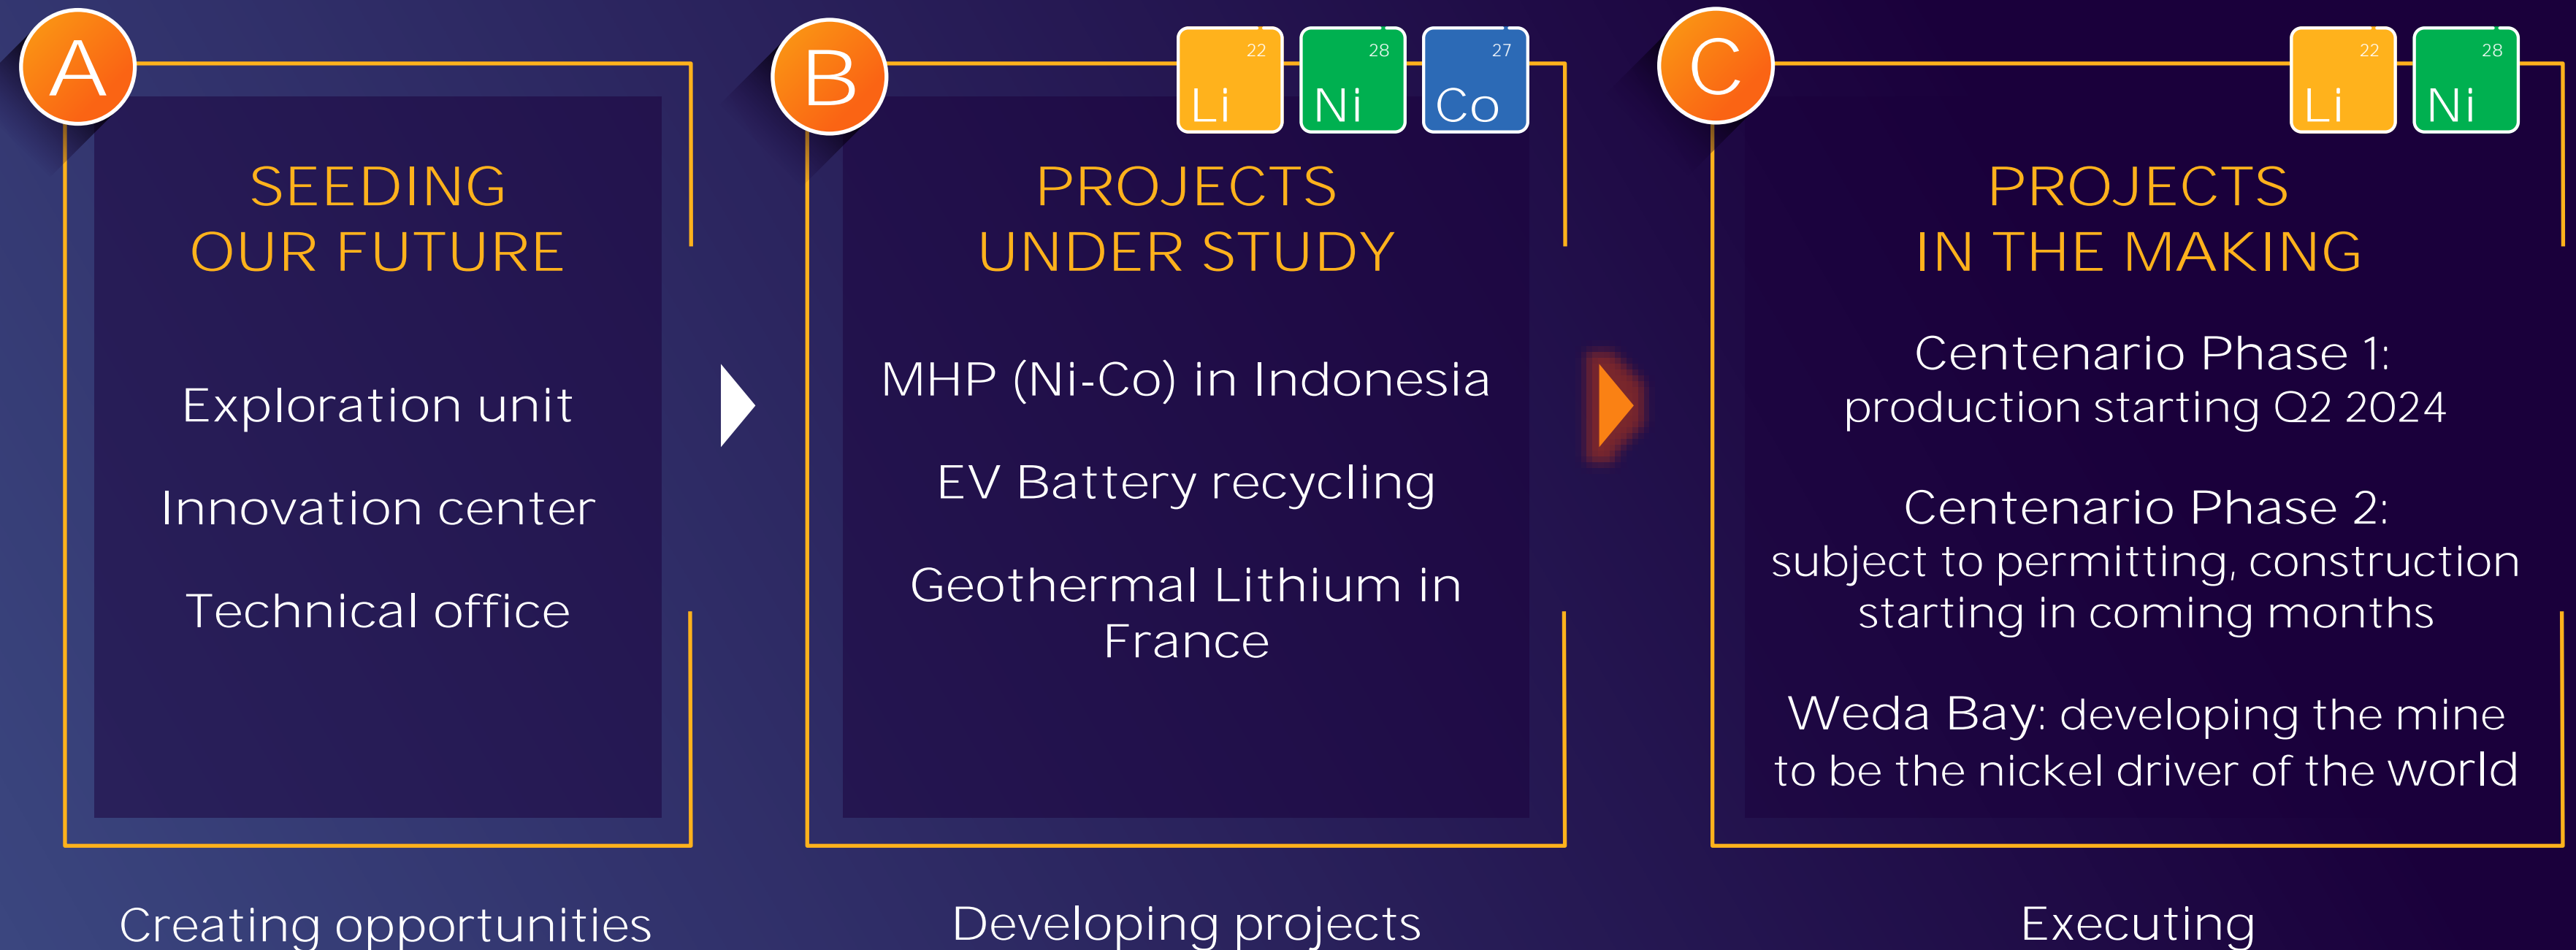 A
SEEDING
OUR FUTURE
Exploration unit
Innovation center
Technical office
Creating opportunities
B
22
Li
28
Ni
27
Co
PROJECTS
UNDER STUDY
MHP (Ni-Co) in Indonesia
EV Battery recycling
Geothermal Lithium in
France
Developing projects
C
22
Li
28
Ni
PROJECTS
IN THE MAKING
Centenario Phase 1:
production starting Q2 2024
Centenario Phase 2:
subject to permitting, construction
starting in coming months
Weda Bay: developing the mine
to be the nickel driver of the world
Executing